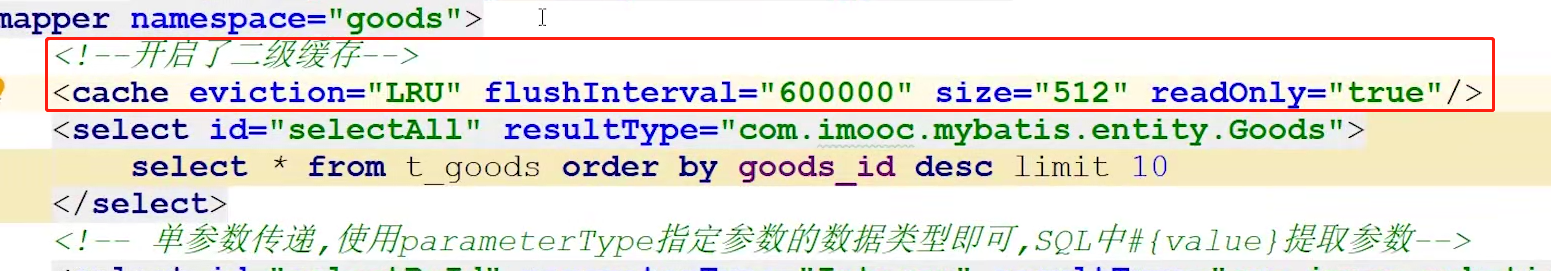 mapper namespace="goods">
<!--开启了二级缓存-->
<cache eviction="LRU" flushInterval="600000" size="512" readOnly="true"/>
<select id="selectAll" resultType="com.imooc.mybatis.entity.Goods">
select * from t_goods order by goods_id desc limit 10
</select>
<!-- 单参数传递,使用parameterType指定参数的数据类型即可,SQL中#{value}提取参数-->